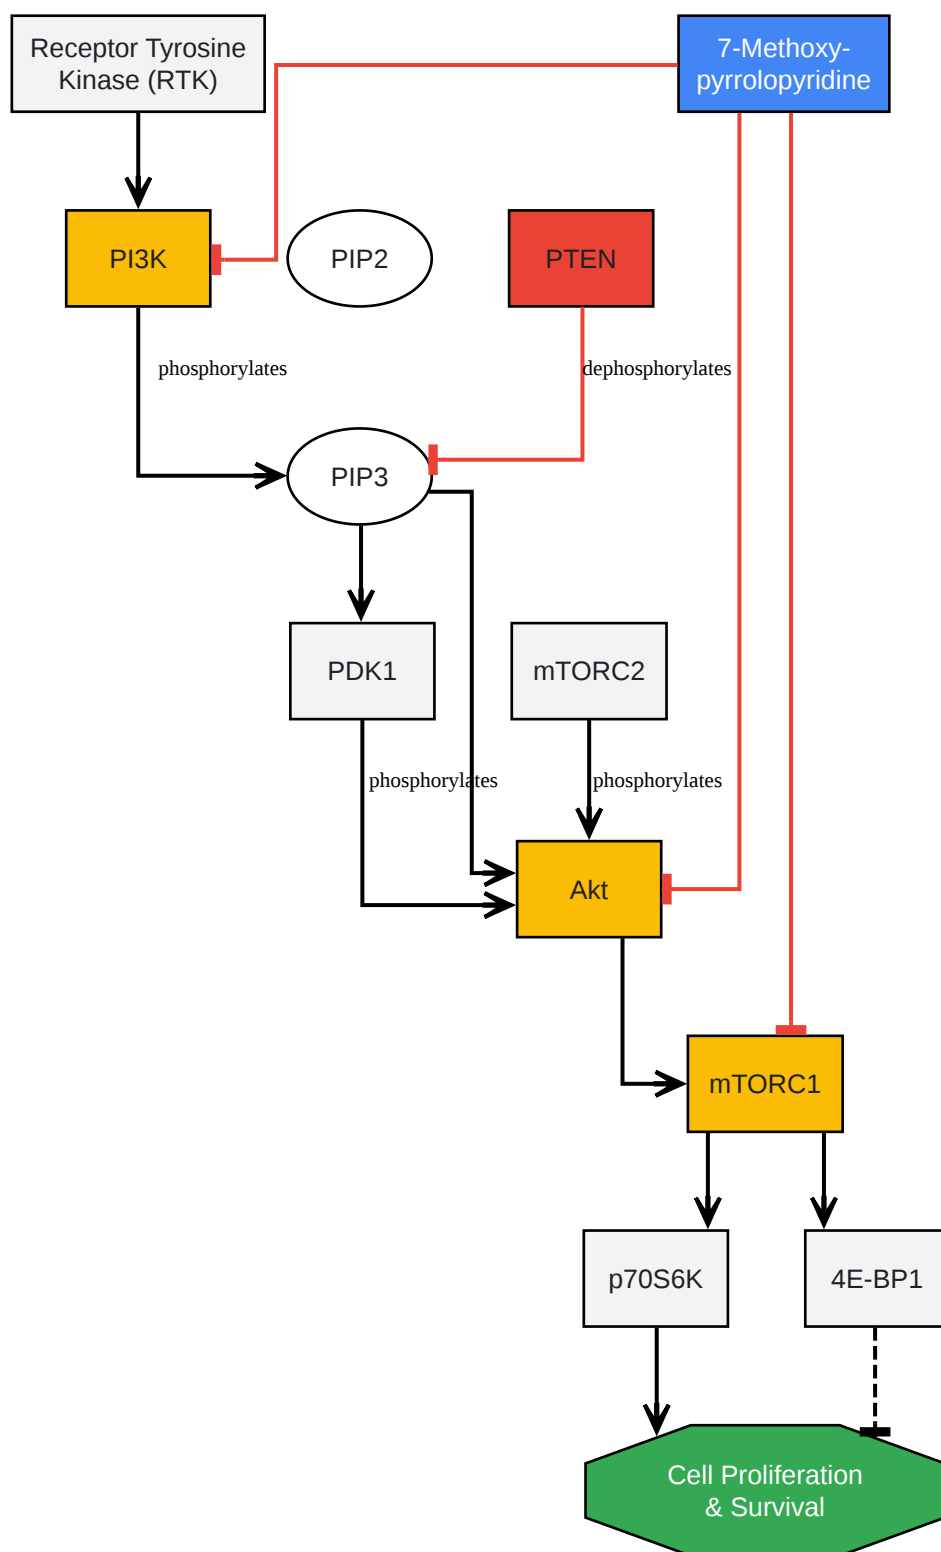 Receptor Tyrosine
Kinase (RTK)
7-Methoxy-
pyrrolopyridine
PI3K
PIP2
PTEN
phosphorylates
dephosphorylates
PIP3
PDK1
mTORC2
phosphorylates
phosphorylates
Akt
mTORC1
p70S6K
4E-BP1
Cell Proliferation
& Survival